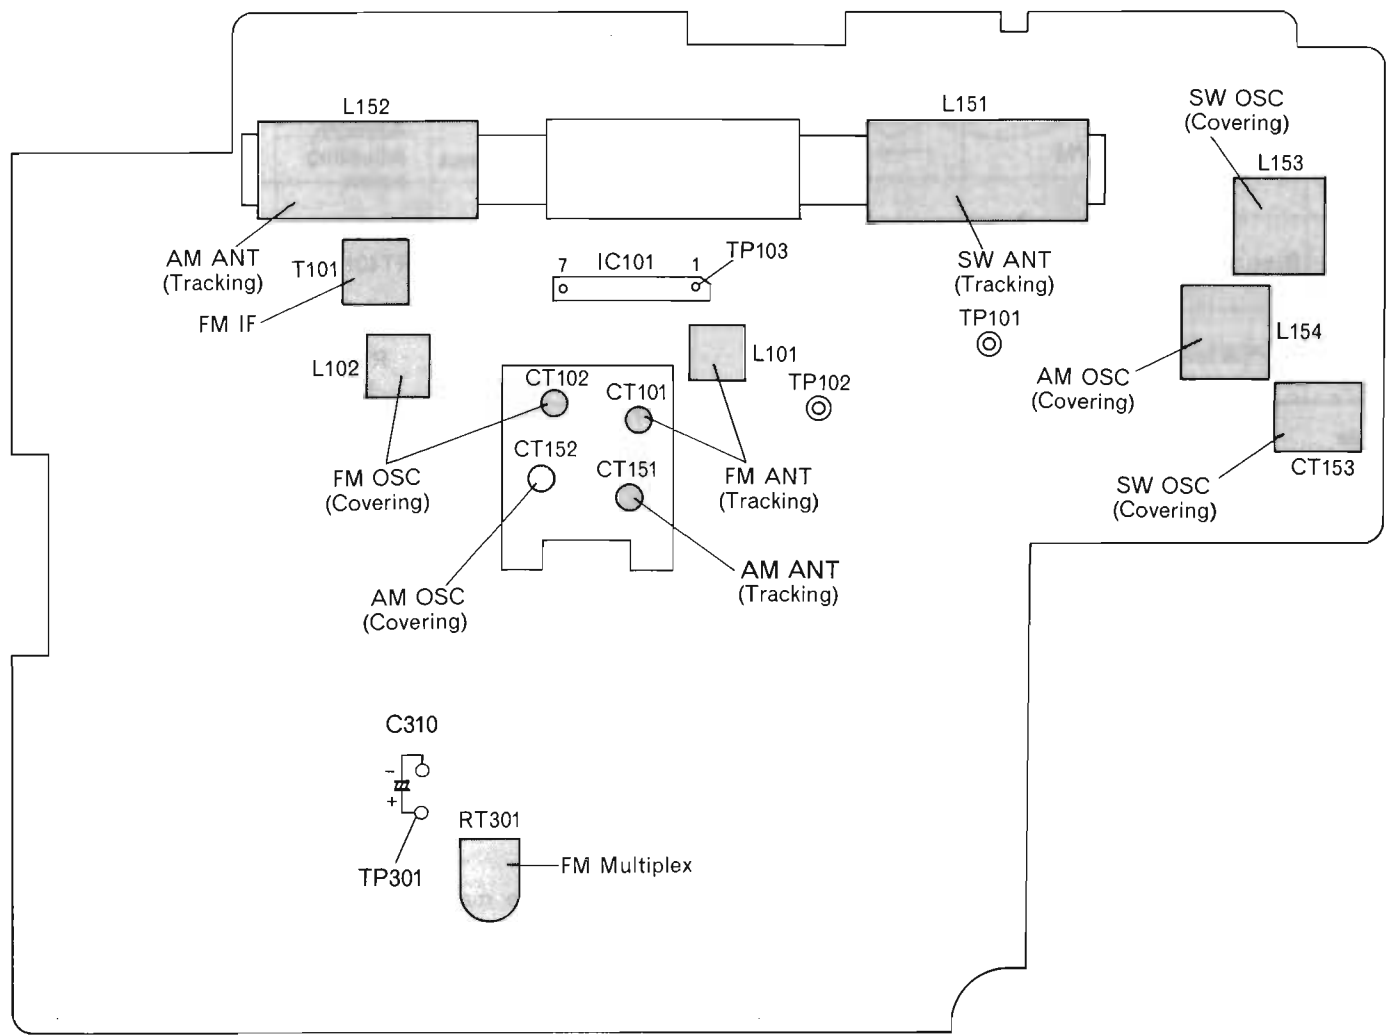 L152
L151
SW OSC
(Covering)
L153
AM ANT
(Tracking)
T101
FM IF
7
IC101
1
TP103
SW ANT
(Tracking)
TP101
L154
L102
L101
TP102
AM OSC
(Covering)
CT102
CT101
CT152
CT151
FM OSC
(Covering)
FM ANT
(Tracking)
CT153
SW OSC
(Covering)
AM OSC
(Covering)
AM ANT
(Tracking)
C310
-
+
TP301
RT301
FM Multiplex